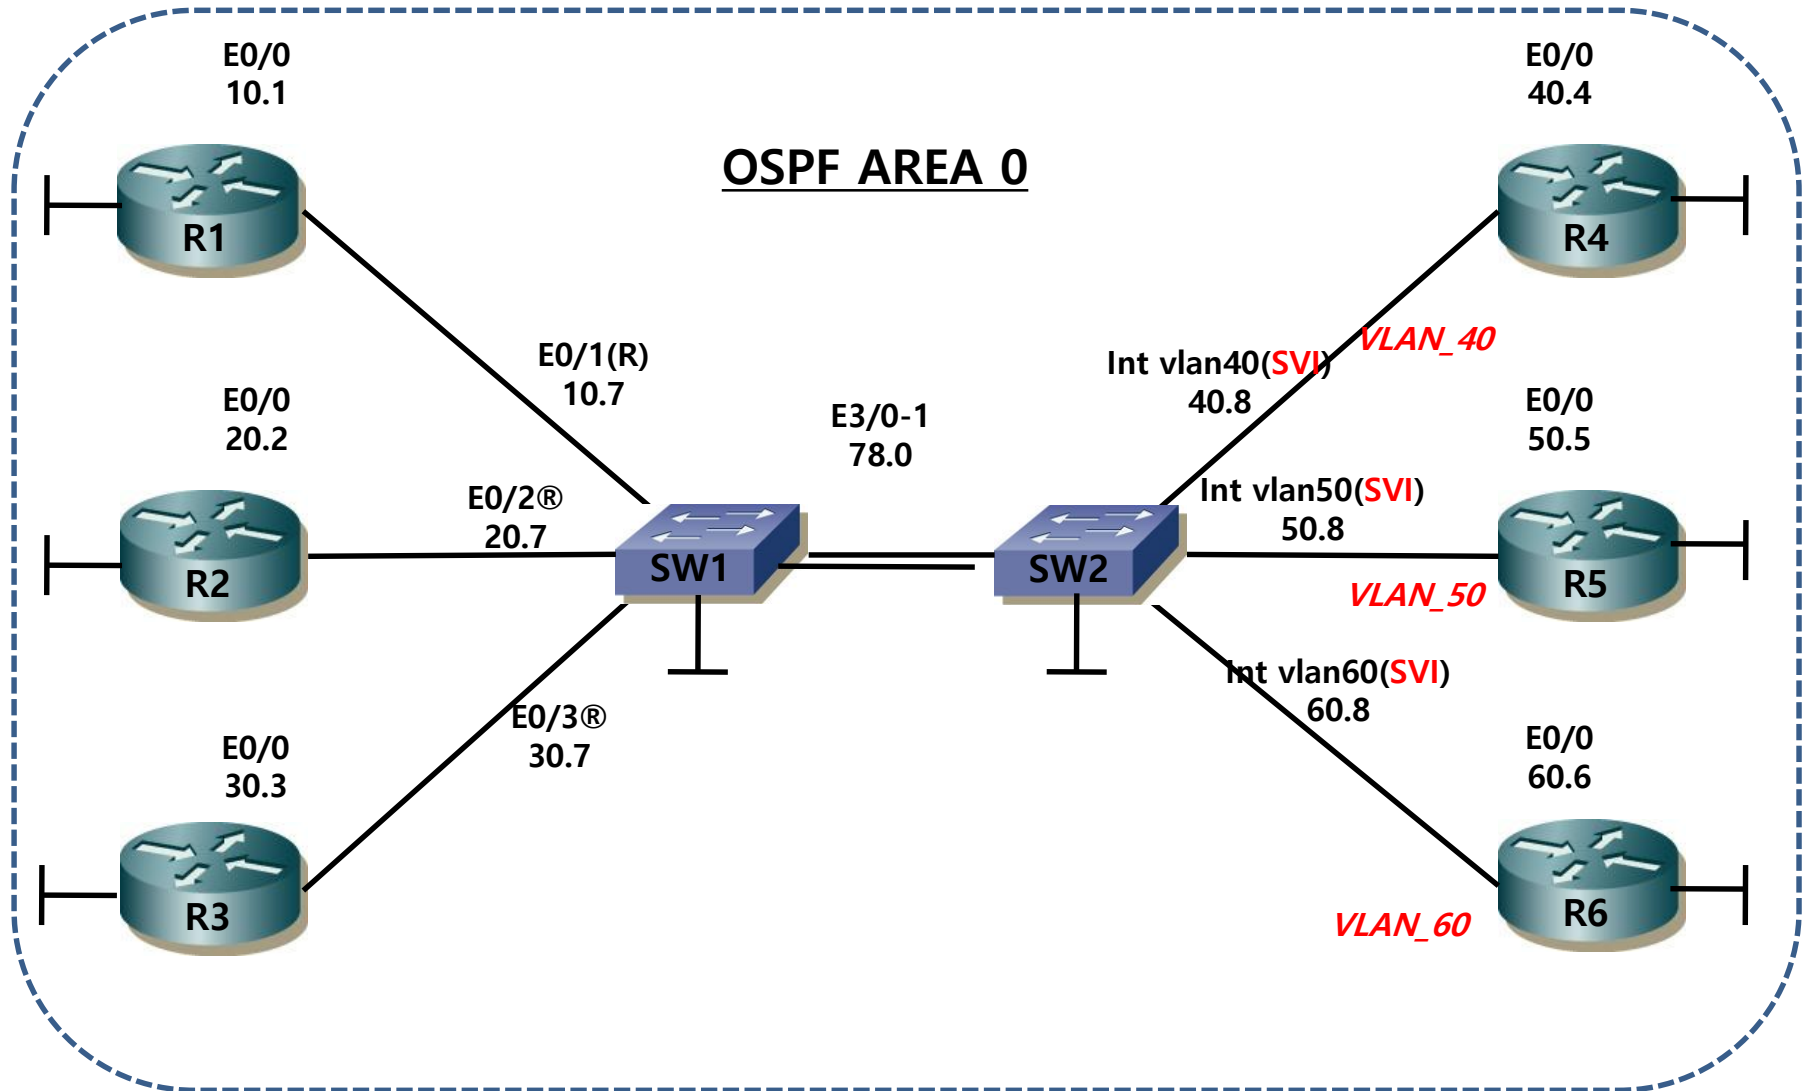 E0/0
10.1
E0/0
40.4
OSPF AREA 0
R1
R4
E0/1(R)
10.7
VLAN_40
Int vlan40(SVI)
40.8
E0/0
20.2
E3/0-1
78.0
E0/0
50.5
E0/2®
20.7
Int vlan50(SVI)
50.8
R2
SW1
SW2
R5
VLAN_50
E0/3®
30.7
Int vlan60(SVI)
60.8
E0/0
30.3
E0/0
60.6
R3
VLAN_60
R6